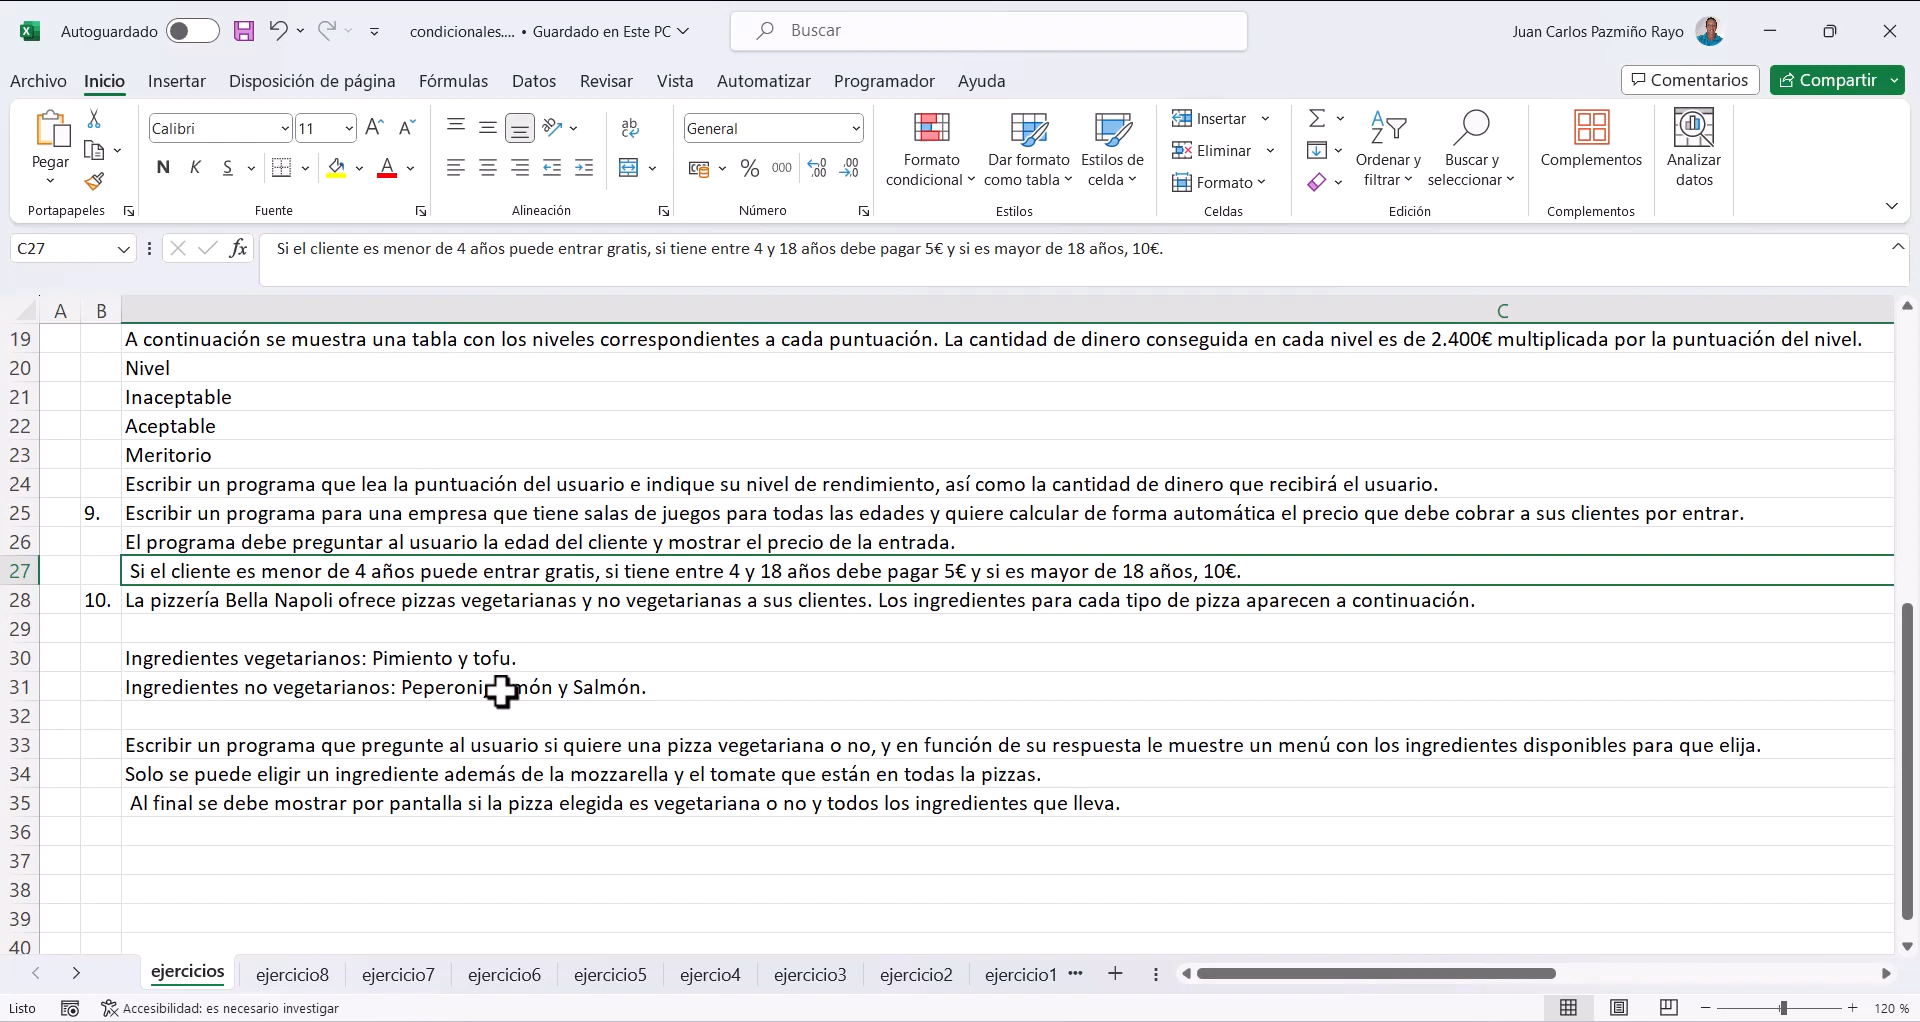 Autoguardado
condicionales.... • Guardado en Este PC
Buscar
Juan Carlos Pazmiño Rayo
Archivo Inicio Insertar Disposición de página Fórmulas Datos Revisar Vista Automatizar Programador Ayuda
Comentarios
Compartir
Pegar
Portapapeles
Calibri 11
N K S
Fuente
Alineación
General
% 000
Número
Formato condicional
Dar formato como tabla
Estilos de celda
Estilos
Insertar
Eliminar
Formato
Celdas
Ordenar y filtrar
Buscar y seleccionar
Edición
Complementos
Complementos
Analizar datos
C27
fx
Si el cliente es menor de 4 años puede entrar gratis, si tiene entre 4 y 18 años debe pagar 5€ y si es mayor de 18 años, 10€.
A B C
19 A continuación se muestra una tabla con los niveles correspondientes a cada puntuación. La cantidad de dinero conseguida en cada nivel es de 2.400€ multiplicada por la puntuación del nivel.
20 Nivel
21 Inaceptable
22 Aceptable
23 Meritorio
24 Escribir un programa que lea la puntuación del usuario e indique su nivel de rendimiento, así como la cantidad de dinero que recibirá el usuario.
25 9. Escribir un programa para una empresa que tiene salas de juegos para todas las edades y quiere calcular de forma automática el precio que debe cobrar a sus clientes por entrar.
26 El programa debe preguntar al usuario la edad del cliente y mostrar el precio de la entrada.
27 Si el cliente es menor de 4 años puede entrar gratis, si tiene entre 4 y 18 años debe pagar 5€ y si es mayor de 18 años, 10€.
28 10. La pizzería Bella Napoli ofrece pizzas vegetarianas y no vegetarianas a sus clientes. Los ingredientes para cada tipo de pizza aparecen a continuación.
29
30 Ingredientes vegetarianos: Pimiento y tofu.
31 Ingredientes no vegetarianos: Peperoni, y Salmón.
32
33 Escribir un programa que pregunte al usuario si quiere una pizza vegetariana o no, y en función de su respuesta le muestre un menú con los ingredientes disponibles para que elija.
34 Solo se puede eligir un ingrediente además de la mozzarella y el tomate que están en todas la pizzas.
35 Al final se debe mostrar por pantalla si la pizza elegida es vegetariana o no y todos los ingredientes que lleva.
36
37
38
39
40
ejercicios ejercicio8 ejercicio7 ejercicio6 ejercicio5 ejercio4 ejercicio3 ejercicio2 ejercicio1 ...
Listo
Accesibilidad: es necesario investigar
120 %